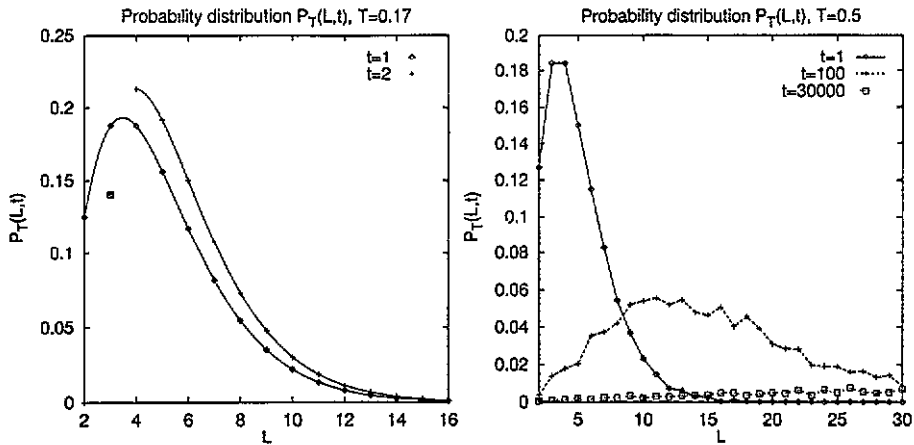 Probability distribution P_T(L,t), T=0.17
0.25
0.2
0.15
0.1
0.05
0
P_T(L,t)
t=1
t=2
2 4 6 8 10 12 14 16
L
Probability distribution P_T(L,t), T=0.5
0.2
0.18
0.16
0.14
0.12
0.1
0.08
0.06
0.04
0.02
0
P_T(L,t)
t=1
t=100
t=30000
5 10 15 20 25 30
L